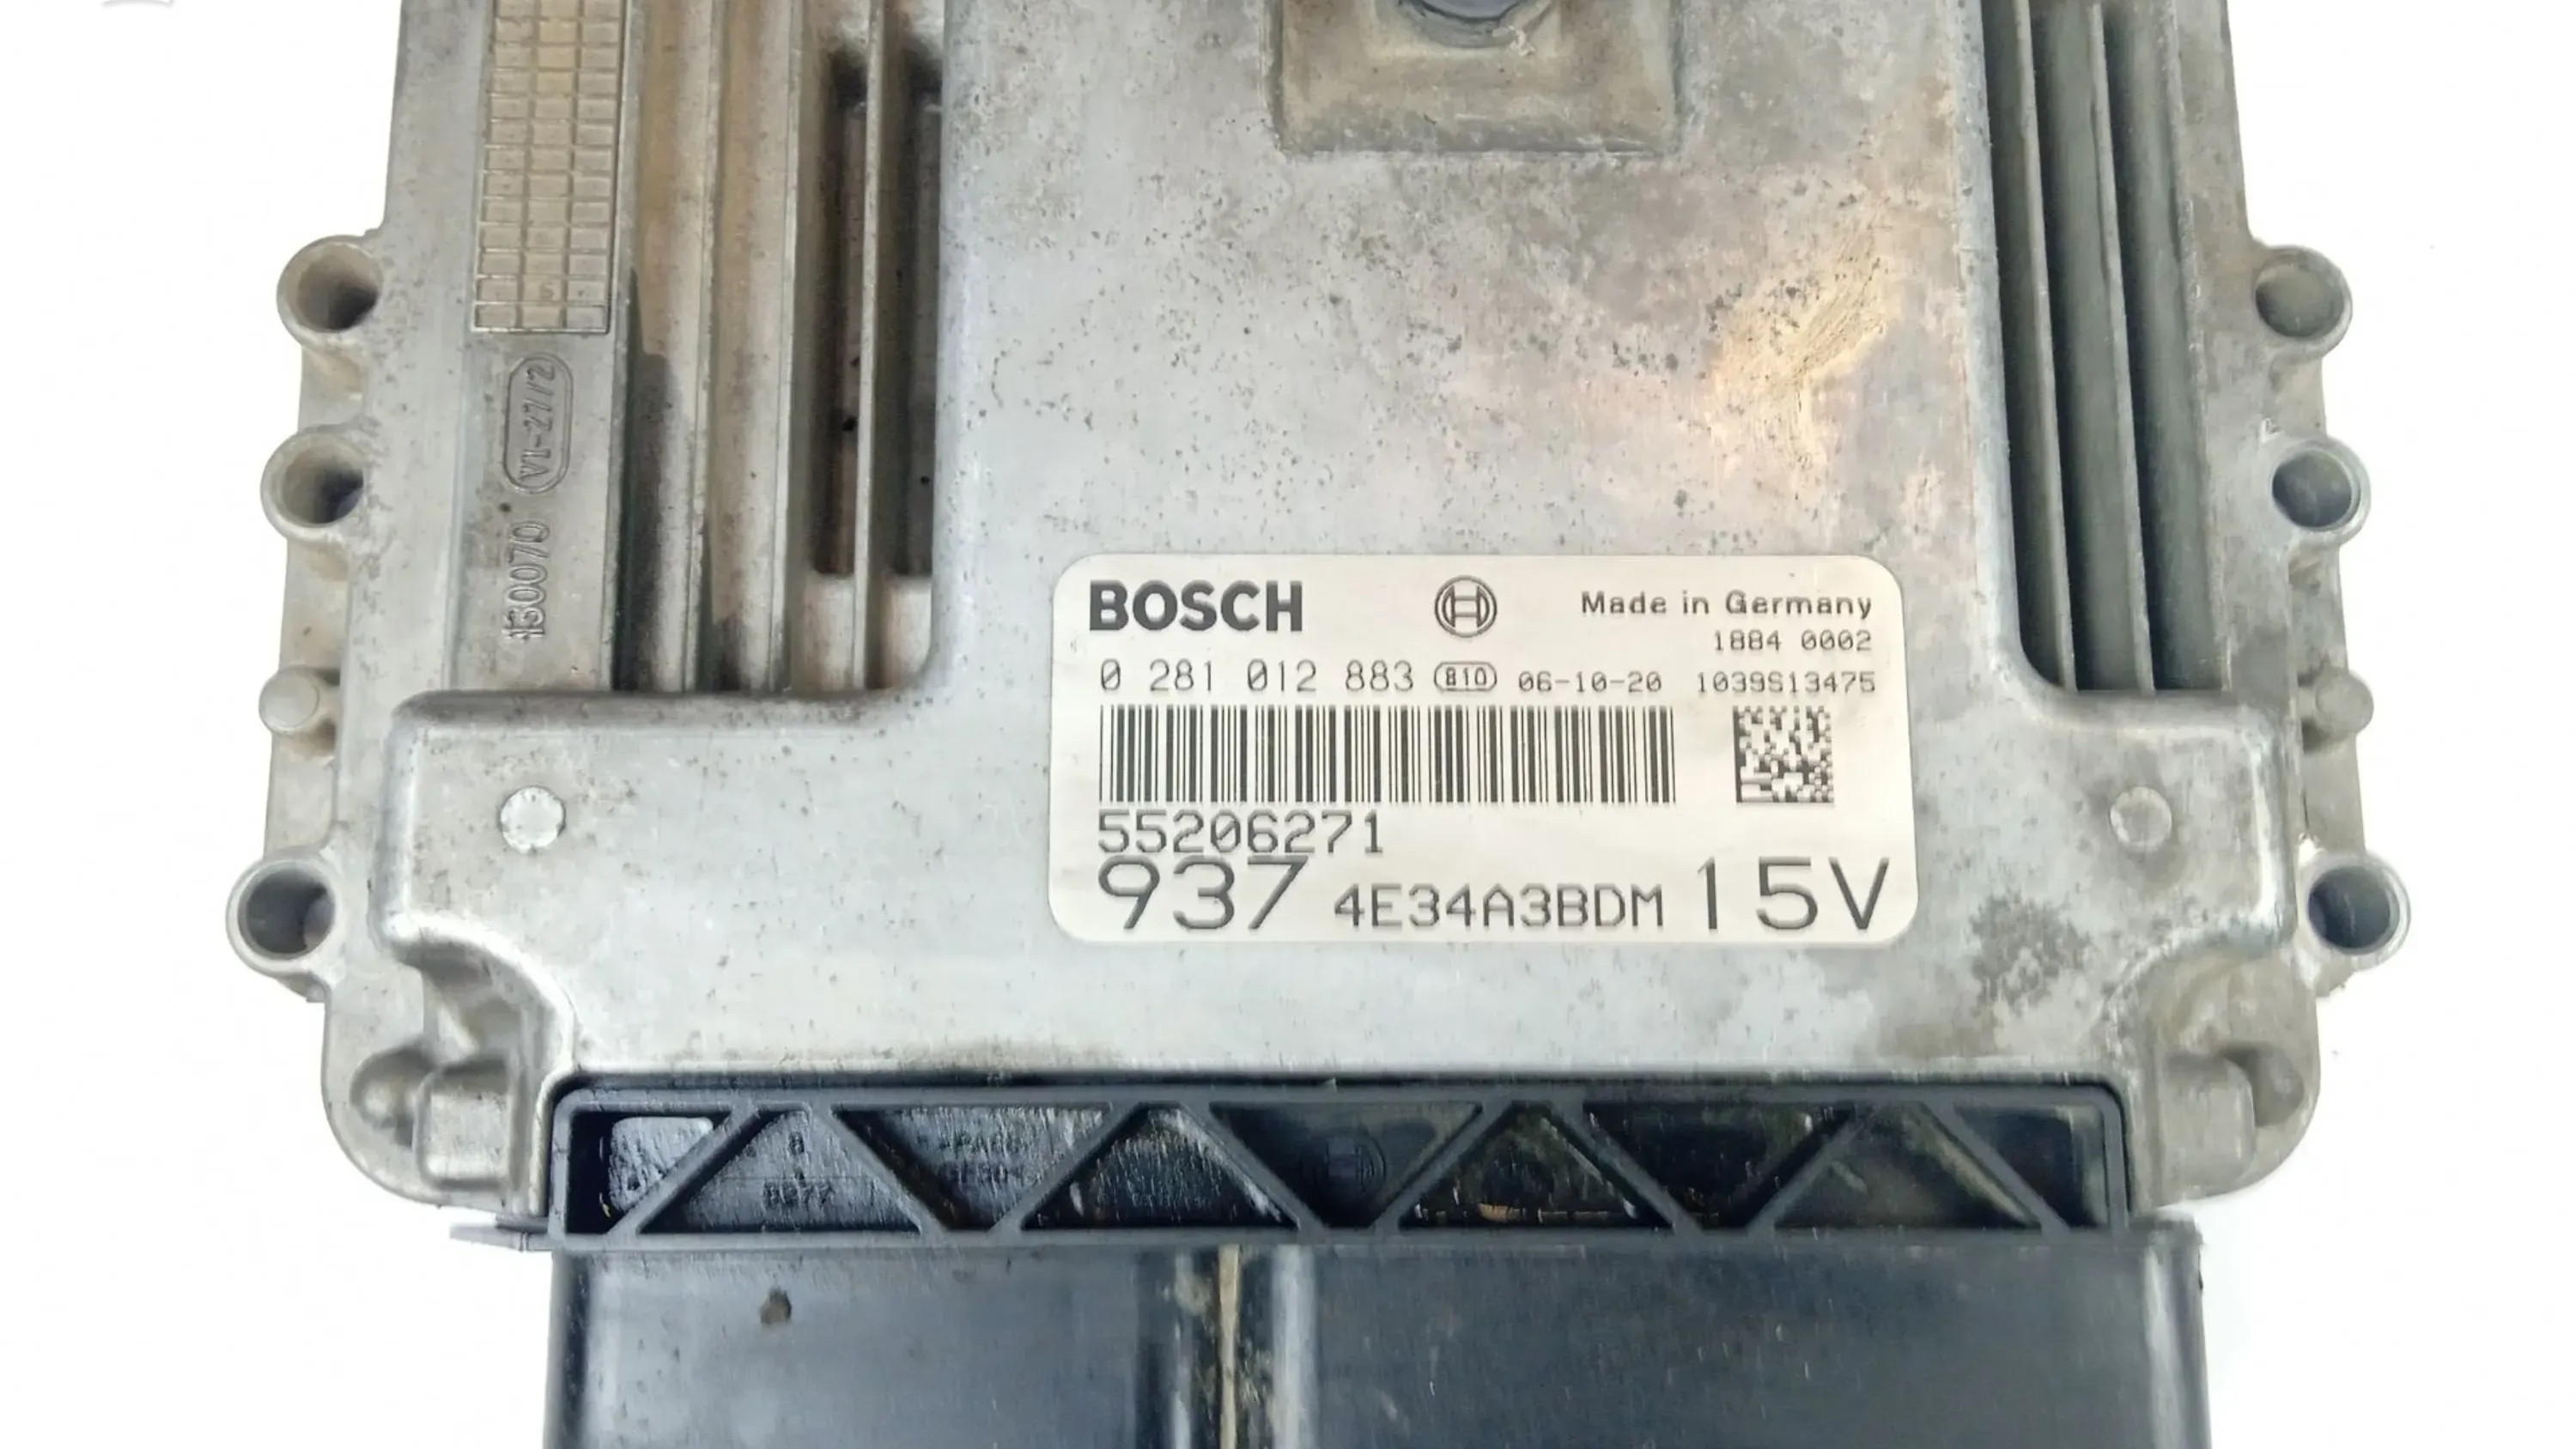 V1-27/2
1300070
BOSCH Made in Germany
1884 0002
0 281 012 883 810 06-10-20 1039S13475
55206271
937 4E34A3BDM 15V